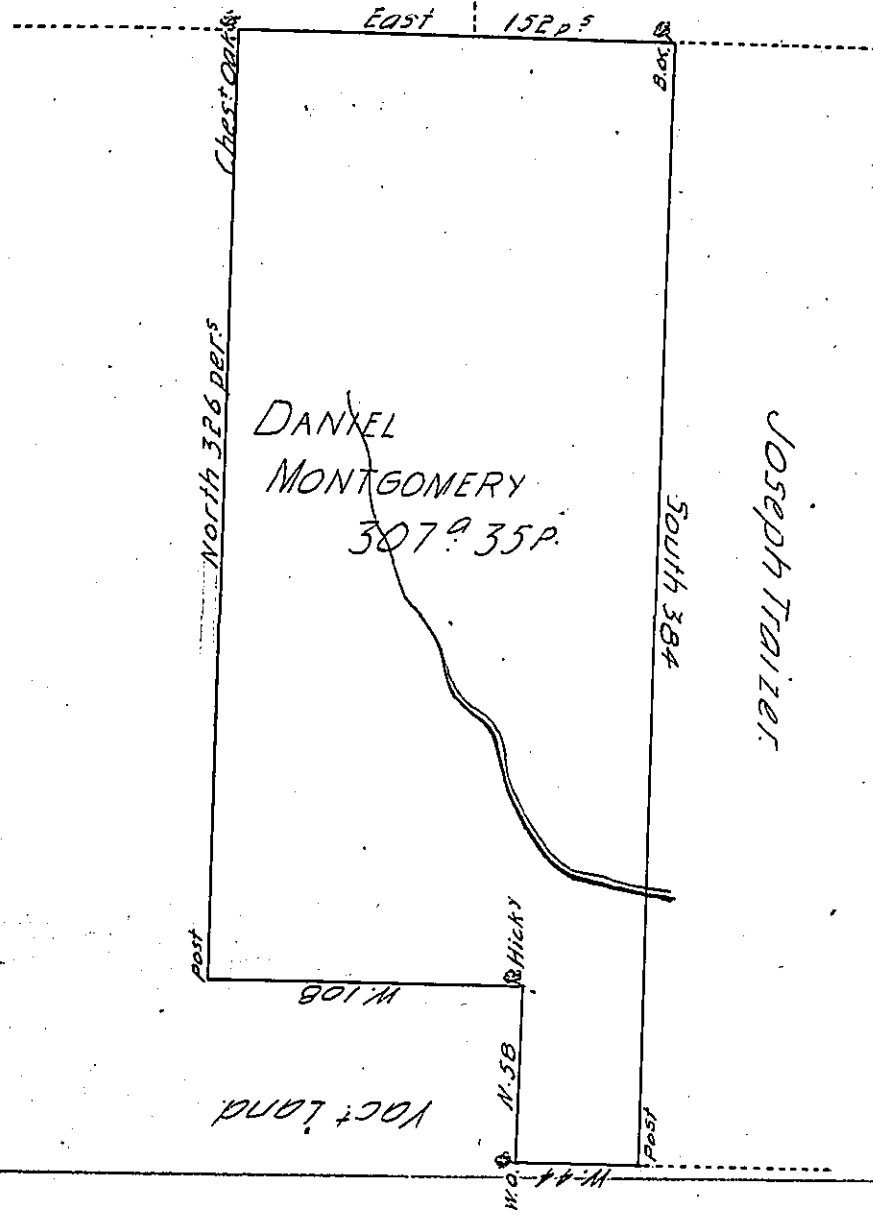 East 152 pˢ
Chesᵗ Oak
B.O.
North 326 perˢ
DANIEL
MONTGOMERY
307ᵃ. 35P.
South 384
Joseph Traizer.
Post
W. 108
Hicky
N. 58
Vacᵗ Land
W. 44
W.O.
Post